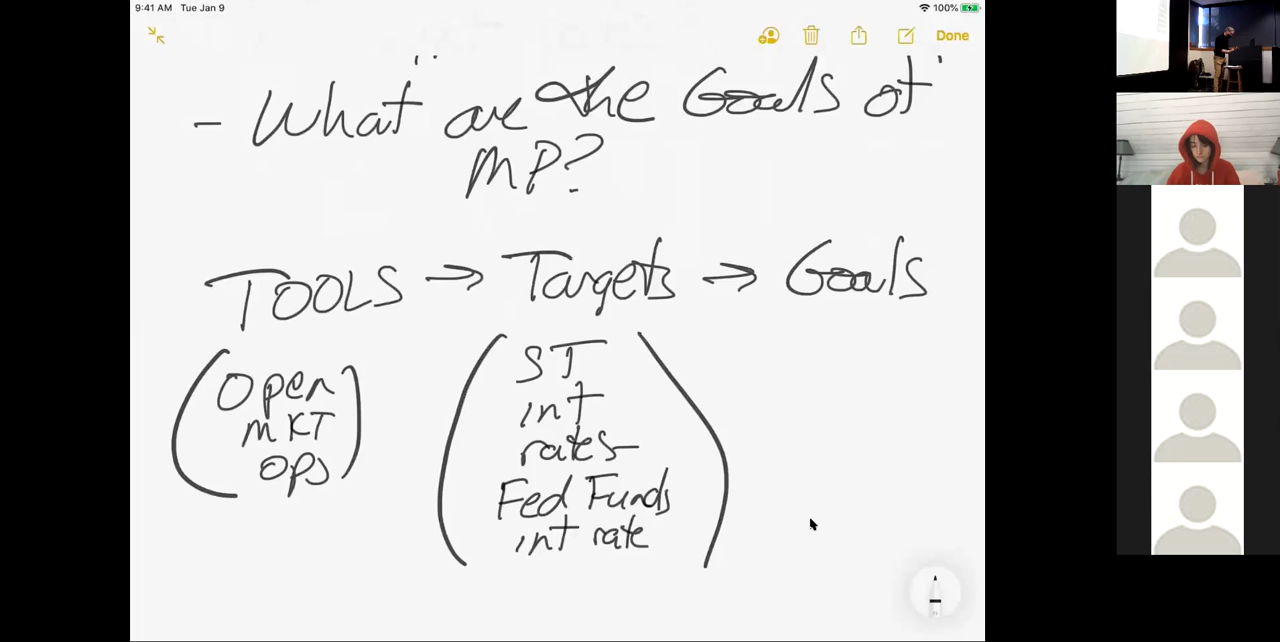 9:41 AM Tue Jan 9
100%
Done
- What are the Goals of
MP?
TOOLS → Targets → Goals
(Open
MKT
Ops)
(ST
int
rates-
Fed Funds
int rate)